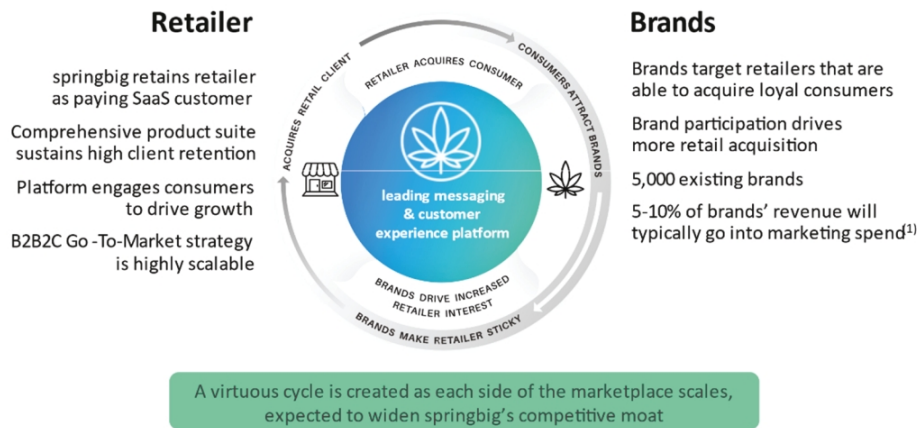 Retailer
springbig retains retailer
as paying SaaS customer
Comprehensive product suite
sustains high client retention
Platform engages consumers
to drive growth
B2B2C Go -To-Market strategy
is highly scalable
ACQUIRES RETAIL CLIENT
RETAILER ACQUIRES CONSUMER
CONSUMERS ATTRACT BRANDS
leading messaging
& customer
experience platform
BRANDS DRIVE INCREASED
RETAILER INTEREST
BRANDS MAKE RETAILER STICKY
Brands
Brands target retailers that are
able to acquire loyal consumers
Brand participation drives
more retail acquisition
5,000 existing brands
5-10% of brands’ revenue will
typically go into marketing spend(1)
A virtuous cycle is created as each side of the marketplace scales,
expected to widen springbig’s competitive moat